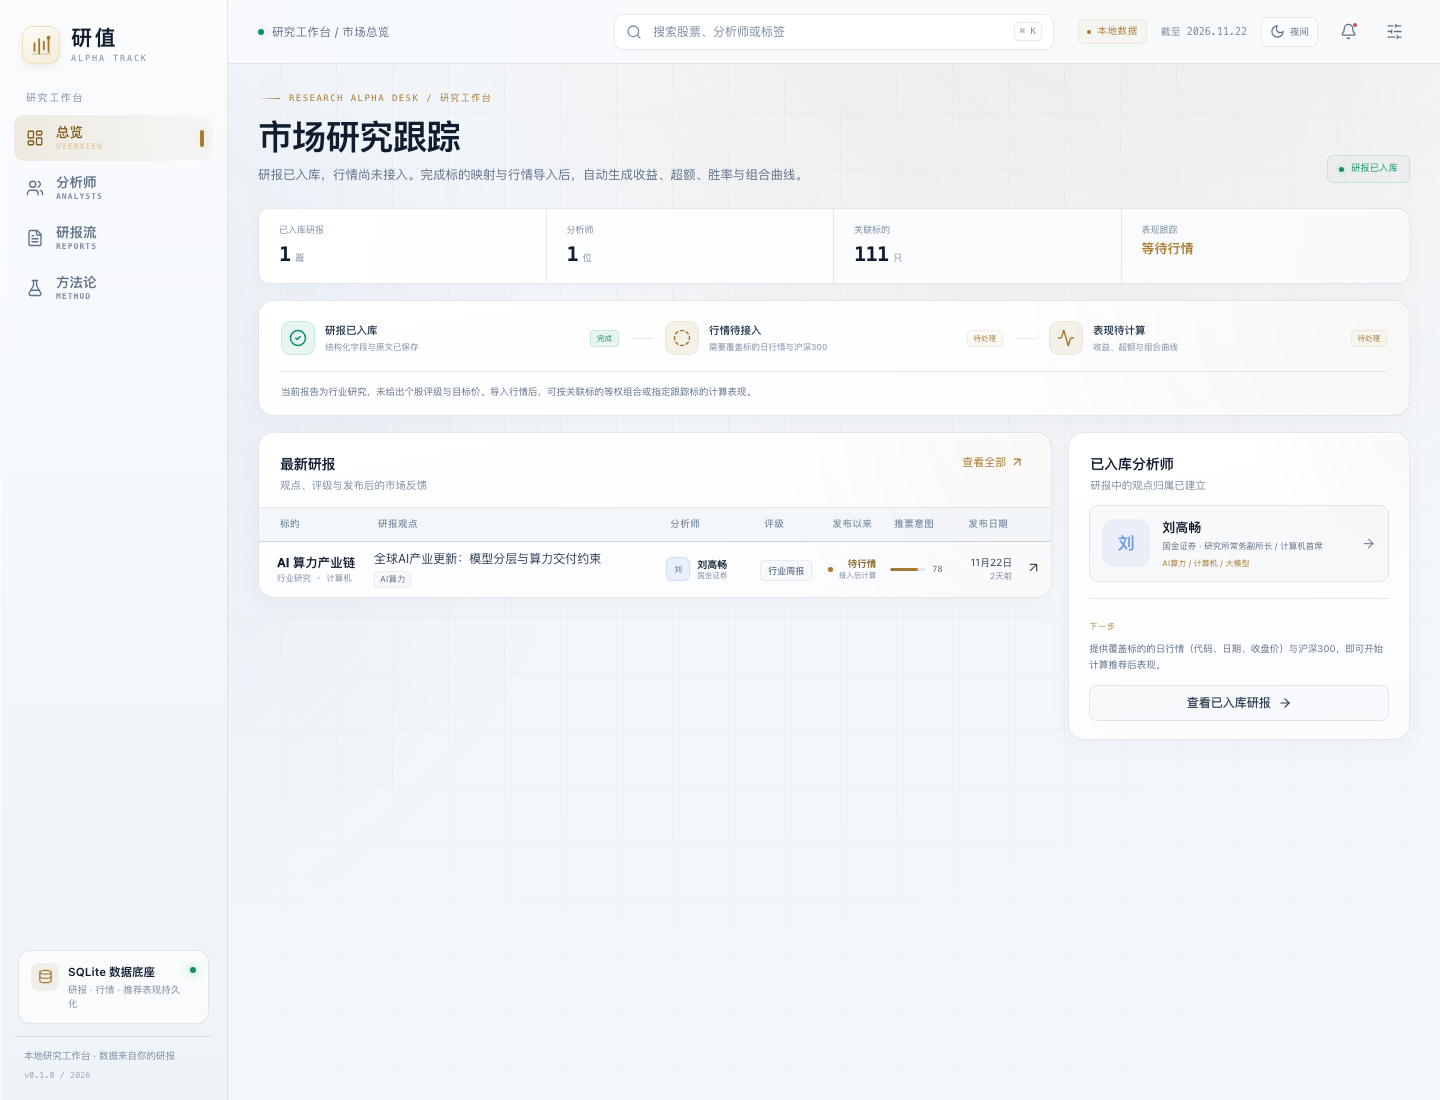 研值
ALPHA TRACK
研究工作台
总览
OVERVIEW
分析师
ANALYSTS
研报流
REPORTS
方法论
METHOD
SQLite 数据底座
研报 · 行情 · 推荐表现持久
化
本地研究工作台 · 数据来自你的研报
v0.1.0 / 2026
研究工作台 / 市场总览
搜索股票、分析师或标签
⌘ K
本地数据
截至 2026.11.22
夜间
RESEARCH ALPHA DESK / 研究工作台
市场研究跟踪
研报已入库，行情尚未接入。完成标的映射与行情导入后，自动生成收益、超额、胜率与组合曲线。
研报已入库
已入库研报
1 篇
分析师
1 位
关联标的
111 只
表现跟踪
等待行情
研报已入库
结构化字段与原文已保存
完成
行情待接入
需要覆盖标的日行情与沪深300
待处理
表现待计算
收益、超额与组合曲线
待处理
当前报告为行业研究，未给出个股评级与目标价。导入行情后，可按关联标的等权组合或指定跟踪标的计算表现。
最新研报
观点、评级与发布后的市场反馈
查看全部
标的 研报观点 分析师 评级 发布以来 推票意图 发布日期
AI 算力产业链
行业研究 · 计算机
全球AI产业更新：模型分层与算力交付约束
AI算力
刘
刘高畅
国金证券
行业周报
待行情
接入后计算
78
11月22日
2天前
已入库分析师
研报中的观点归属已建立
刘
刘高畅
国金证券 · 研究所常务副所长 / 计算机首席
AI算力 / 计算机 / 大模型
下一步
提供覆盖标的的日行情（代码、日期、收盘价）与沪深300，即可开始
计算推荐后表现。
查看已入库研报